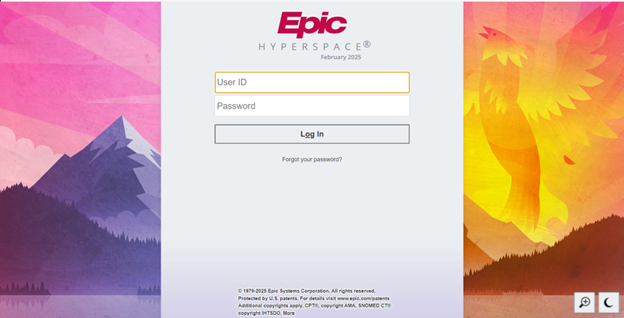 Epic
HYPERSPACE®
February 2025
User ID
Password
Log In
Forgot your password?
© 1979-2025 Epic Systems Corporation. All rights reserved.
Protected by U.S. patents. For details visit www.epic.com/patents
Additional copyrights apply. CPT®, copyright AMA. SNOMED CT®
copyright IHTSDO. More